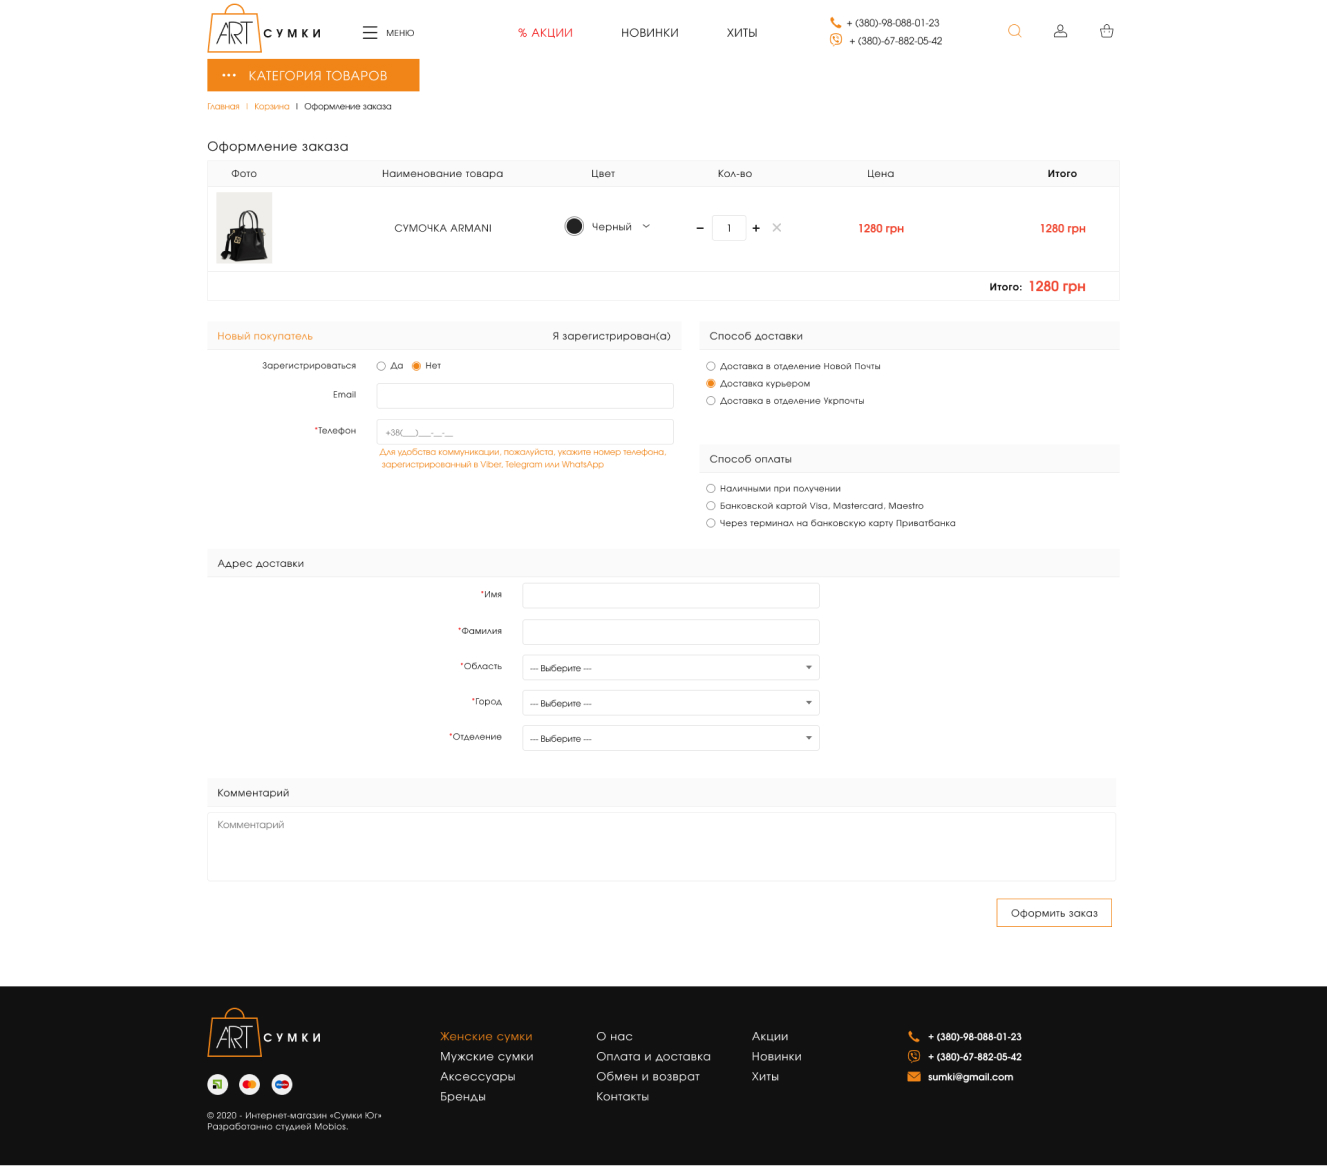 ART СУМКИ
МЕНЮ
% АКЦИИ
НОВИНКИ
ХИТЫ
+ (380)-98-088-01-23
+ (380)-67-882-05-42
••• КАТЕГОРИЯ ТОВАРОВ
Главная | Корзина | Оформление заказа
Оформление заказа
Фото Наименование товара Цвет Кол-во Цена Итого
СУМОЧКА ARMANI Черный − 1 + × 1280 грн 1280 грн
Итого: 1280 грн
Новый покупатель Я зарегистрирован(а)
Зарегистрироваться Да Нет
Email
*Телефон +38(___)___-__-__
Для удобства коммуникации, пожалуйста, укажите номер телефона,
зарегистрированный в Viber, Telegram или WhatsApp
Способ доставки
Доставка в отделение Новой Почты
Доставка курьером
Доставка в отделение Укрпочты
Способ оплаты
Наличными при получении
Банковской картой Visa, Mastercard, Maestro
Через терминал на банковскую карту Приватбанка
Адрес доставки
*Имя
*Фамилия
*Область --- Выберите ---
*Город --- Выберите ---
*Отделение --- Выберите ---
Комментарий
Комментарий
Оформить заказ
ART СУМКИ
© 2020 - Интернет-магазин «Сумки Юг»
Разработанно студией Mobios.
Женские сумки
Мужские сумки
Аксессуары
Бренды
О нас
Оплата и доставка
Обмен и возврат
Контакты
Акции
Новинки
Хиты
+ (380)-98-088-01-23
+ (380)-67-882-05-42
sumki@gmail.com